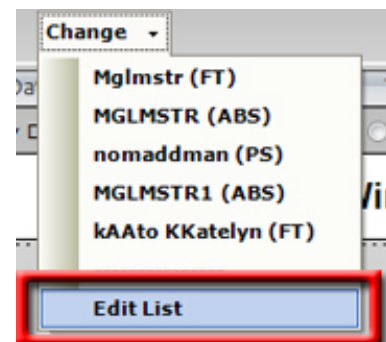 Change
Mglmstr (FT)
MGLMSTR (ABS)
nomaddman (PS)
MGLMSTR1 (ABS)
kAAto KKatelyn (FT)
Edit List